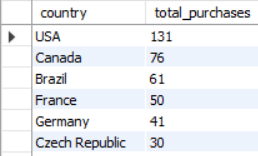 country total_purchases
USA 131
Canada 76
Brazil 61
France 50
Germany 41
Czech Republic 30